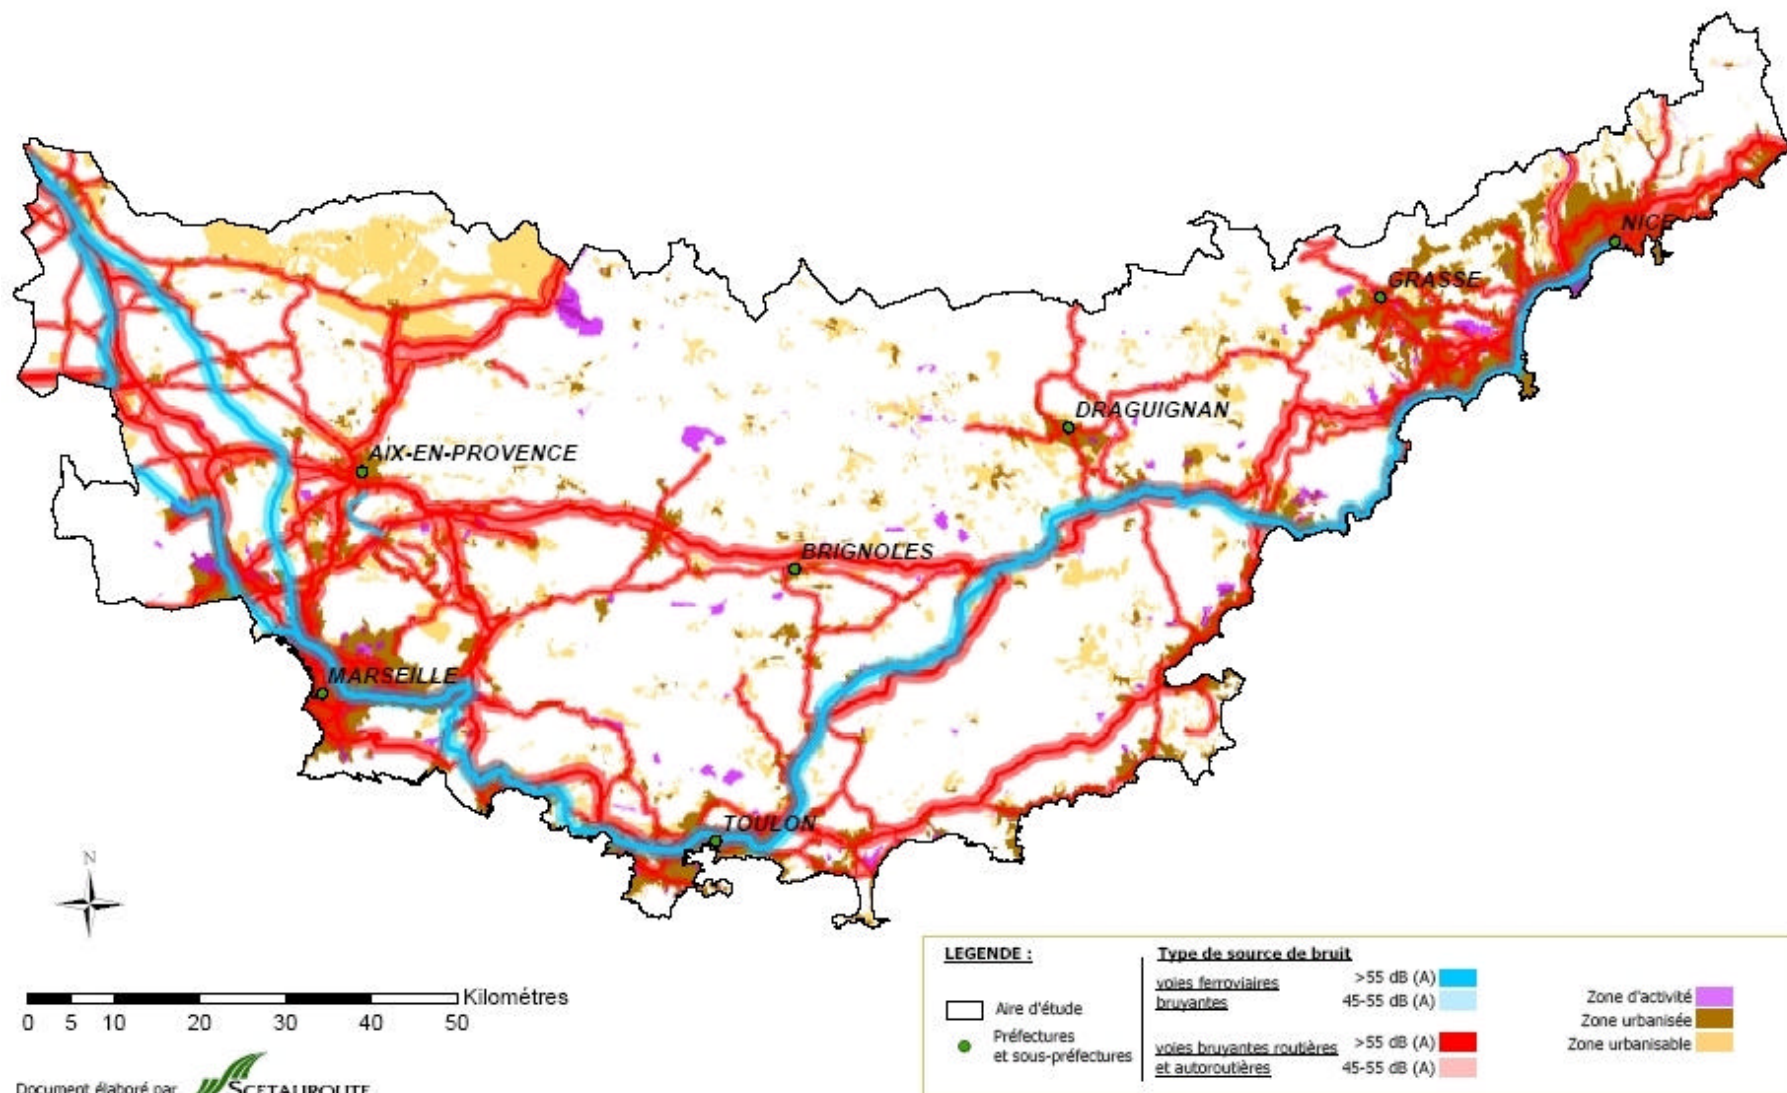 NICE
GRASSE
DRAGUIGNAN
AIX-EN-PROVENCE
BRIGNOLES
MARSEILLE
TOULON
N
Kilométres
0 5 10 20 30 40 50
Document élaboré par SCETAUROUTE
LEGENDE :
Aire d'étude
Préfectures
et sous-préfectures
Type de source de bruit
voies ferroviaires
bruyantes
>55 dB (A)
45-55 dB (A)
voies bruyantes routières
et autoroutières
>55 dB (A)
45-55 dB (A)
Zone d'activité
Zone urbanisée
Zone urbanisable